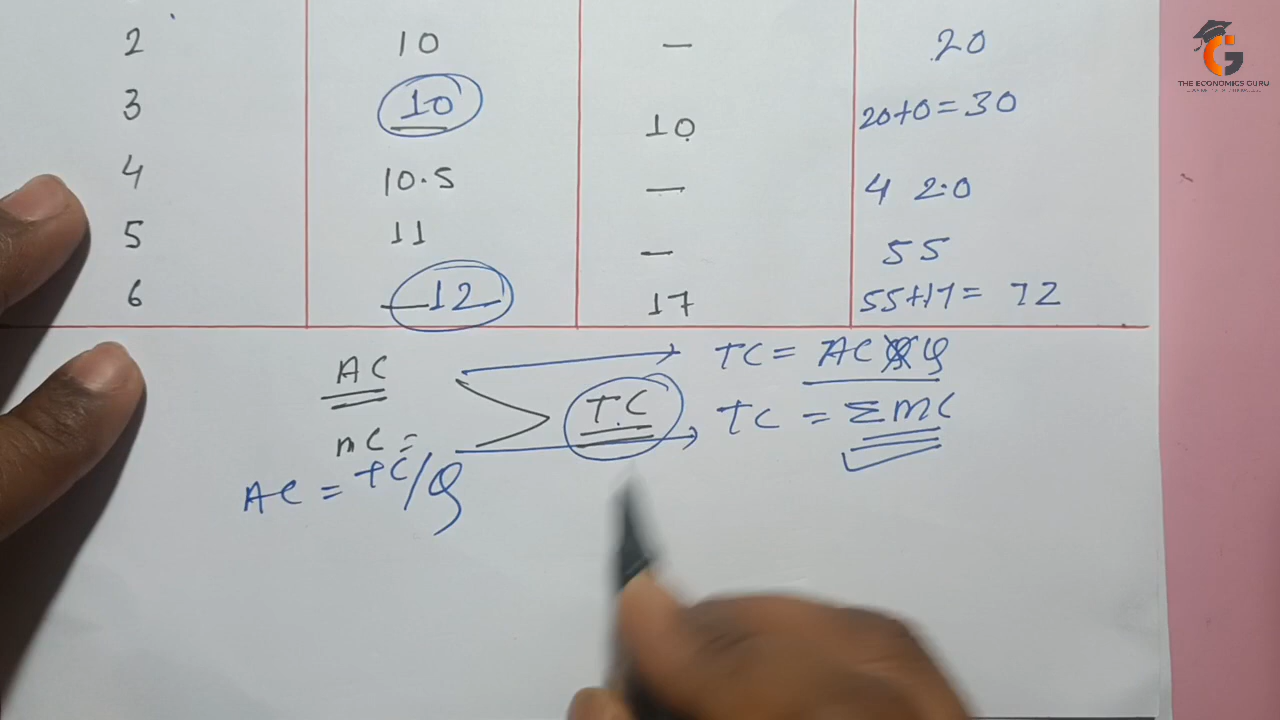 2 10 — 20
3 10 10 20+0=30
4 10.5 — 42.0
5 11 — 55
6 12 17 55+17= 72
AC TC = AC Q
TC
MC = TC = ΣMC
AC = TC/Q
THE ECONOMICS GURU